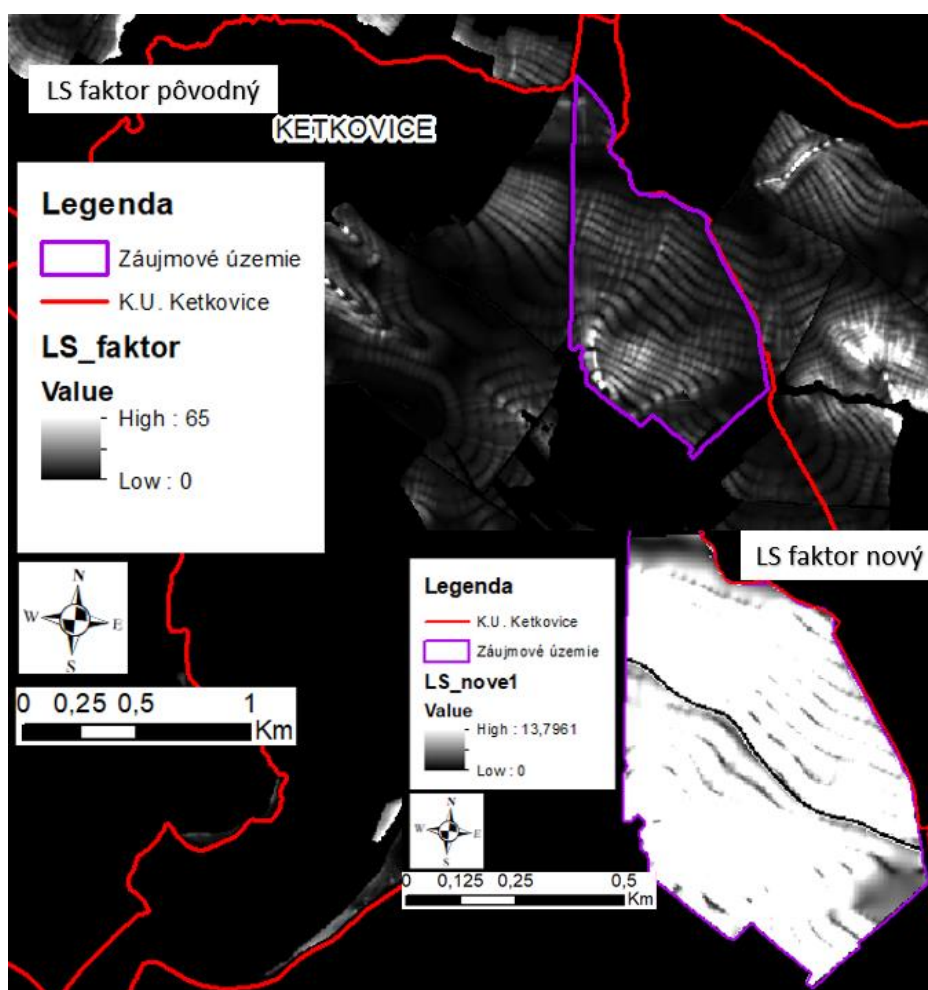 LS faktor pôvodný
KETKOVICE
Legenda
Záujmové územie
K.U. Ketkovice
LS_faktor
Value
High : 65
Low : 0
N
W E
S
0 0,25 0,5 1
Km
LS faktor nový
Legenda
K.U. Ketkovice
Záujmové územie
LS_nove1
Value
High : 13,7961
Low : 0
N
W E
S
0 0,125 0,25 0,5
Km